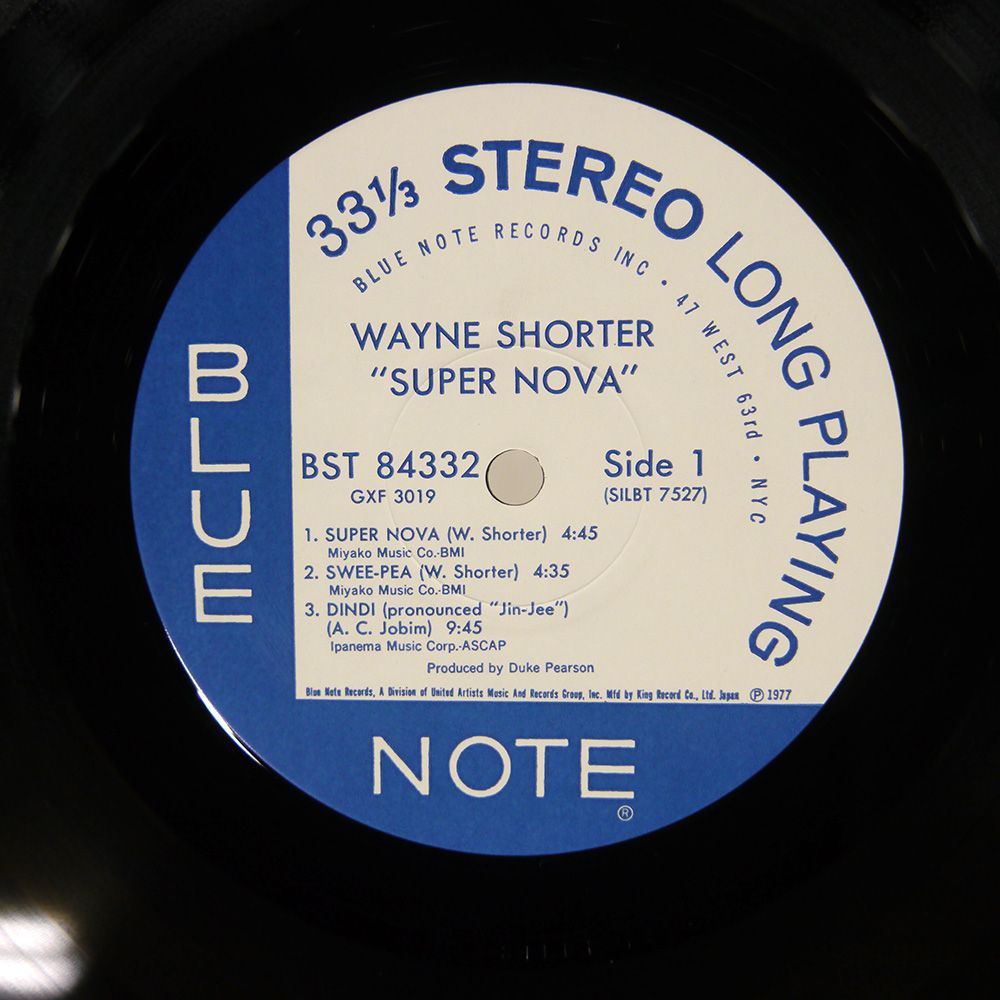 33⅓ STEREO LONG PLAYING
BLUE NOTE RECORDS INC • 47 WEST 63rd • NYC
WAYNE SHORTER
"SUPER NOVA"
BST 84332
GXF 3019
Side 1
(SILBT 7527)
1. SUPER NOVA (W. Shorter) 4:45
Miyako Music Co.-BMI
2. SWEE-PEA (W. Shorter) 4:35
Miyako Music Co.-BMI
3. DINDI (pronounced "Jin-Jee")
(A. C. Jobim) 9:45
Ipanema Music Corp.-ASCAP
Produced by Duke Pearson
Blue Note Records, A Division of United Artists Music And Records Group, Inc. Mfd by King Record Co., Ltd. Japan ℗ 1977
BLUE
NOTE
®